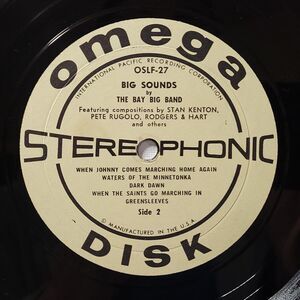 omega
INTERNATIONAL PACIFIC RECORDING CORPORATION
OSLF-27
BIG SOUNDS
by
THE BAY BIG BAND
Featuring compositions by STAN KENTON,
PETE RUGOLO, RODGERS & HART
and others
STEREOPHONIC
WHEN JOHNNY COMES MARCHING HOME AGAIN
WATERS OF THE MINNETONKA
DARK DAWN
WHEN THE SAINTS GO MARCHING IN
GREENSLEEVES
Side 2
© MANUFACTURED IN THE U.S.A.
DISK